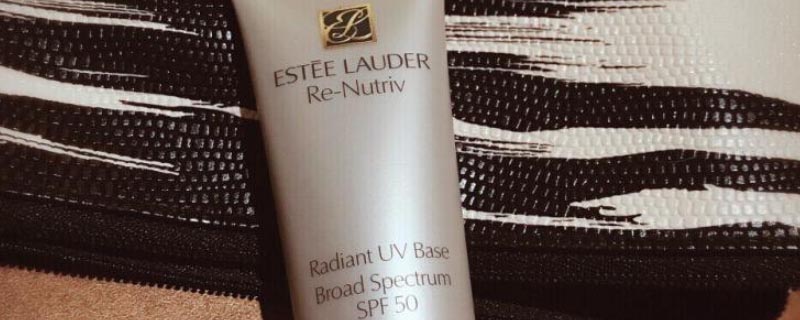 ESTĒE LAUDER
Re-Nutriv
Radiant UV Base
Broad Spectrum
SPF 50